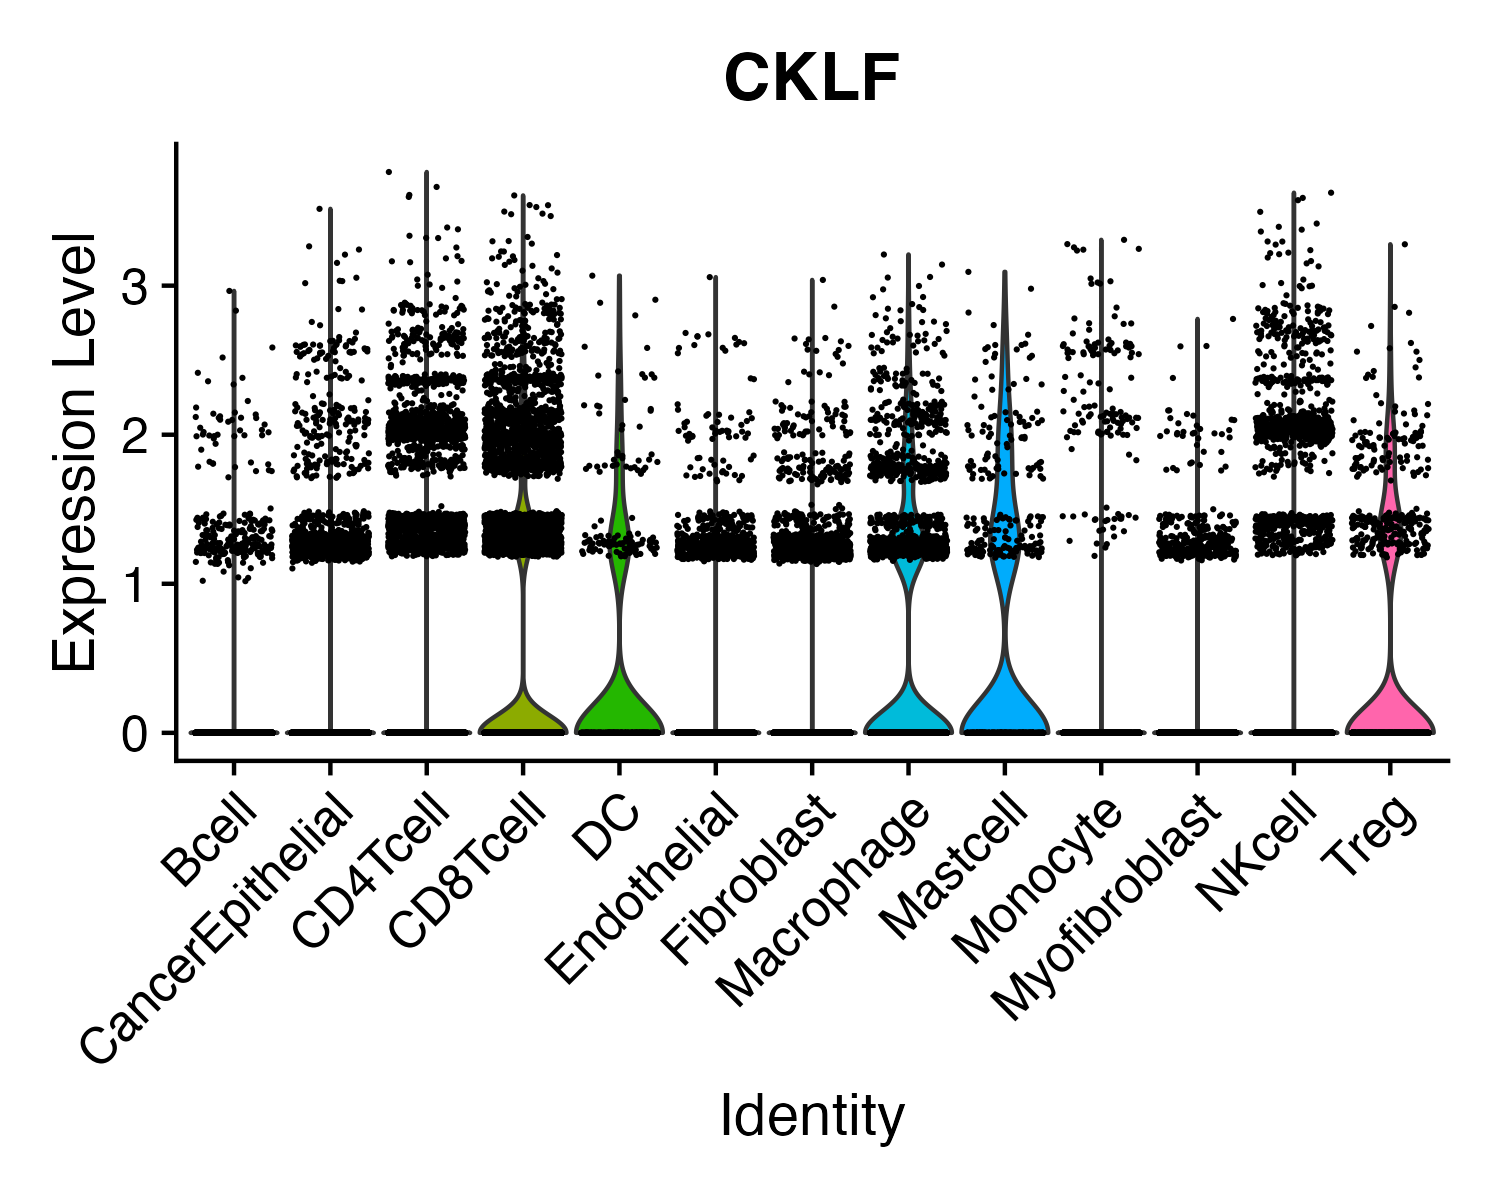 CKLF
Expression Level
3
2
1
0
Bcell
CancerEpithelial
CD4Tcell
CD8Tcell
DC
Endothelial
Fibroblast
Macrophage
Mastcell
Monocyte
Myofibroblast
NKcell
Treg
Identity